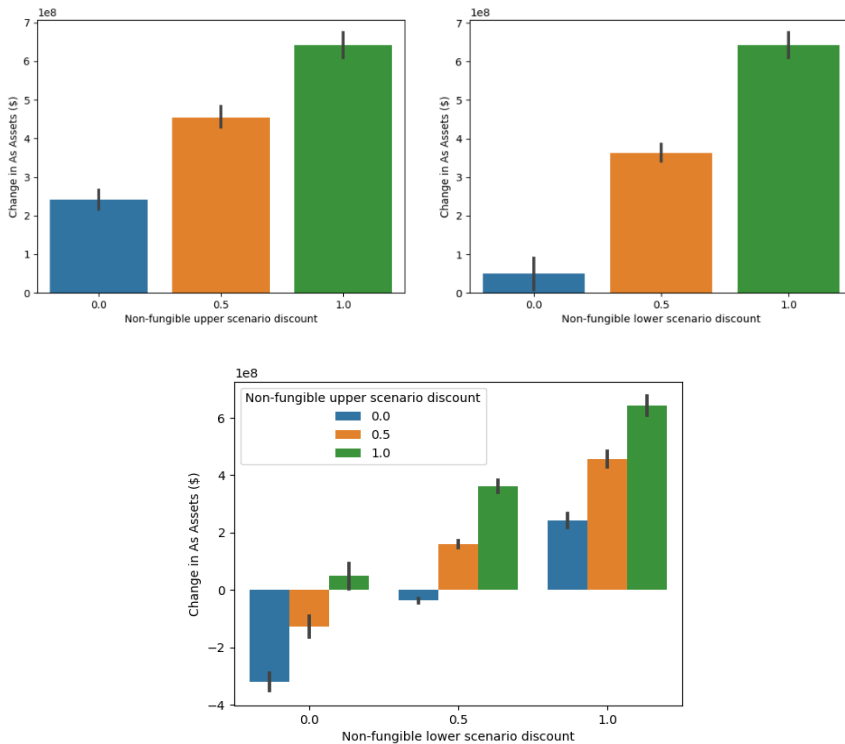 1e8
7
6
5
4
3
2
1
0
Change in As Assets ($)
0.0 0.5 1.0
Non-fungible upper scenario discount
1e8
7
6
5
4
3
2
1
0
Change in As Assets ($)
0.0 0.5 1.0
Non-fungible lower scenario discount
1e8
6
4
2
0
−2
−4
Change in As Assets ($)
Non-fungible upper scenario discount
0.0
0.5
1.0
0.0 0.5 1.0
Non-fungible lower scenario discount